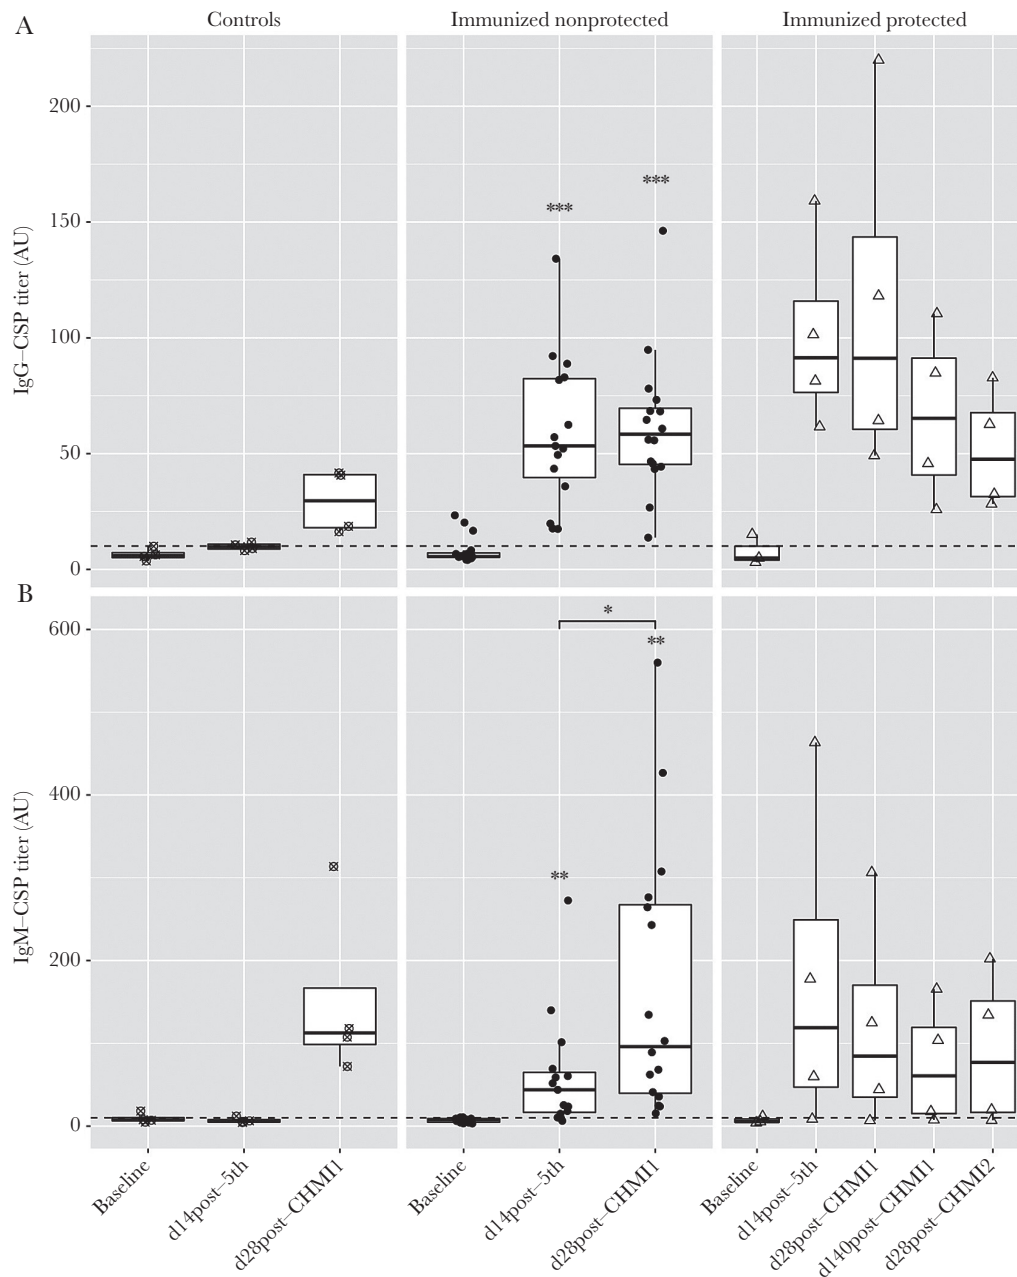 A
Controls
Immunized nonprotected
Immunized protected
IgG–CSP titer (AU)
200
150
100
50
0
***
***
B
IgM–CSP titer (AU)
600
400
200
0
**
*
**
Baseline
d14post–5th
d28post–CHMI1
Baseline
d14post–5th
d28post–CHMI1
Baseline
d14post–5th
d28post–CHMI1
d140post–CHMI1
d28post–CHMI2